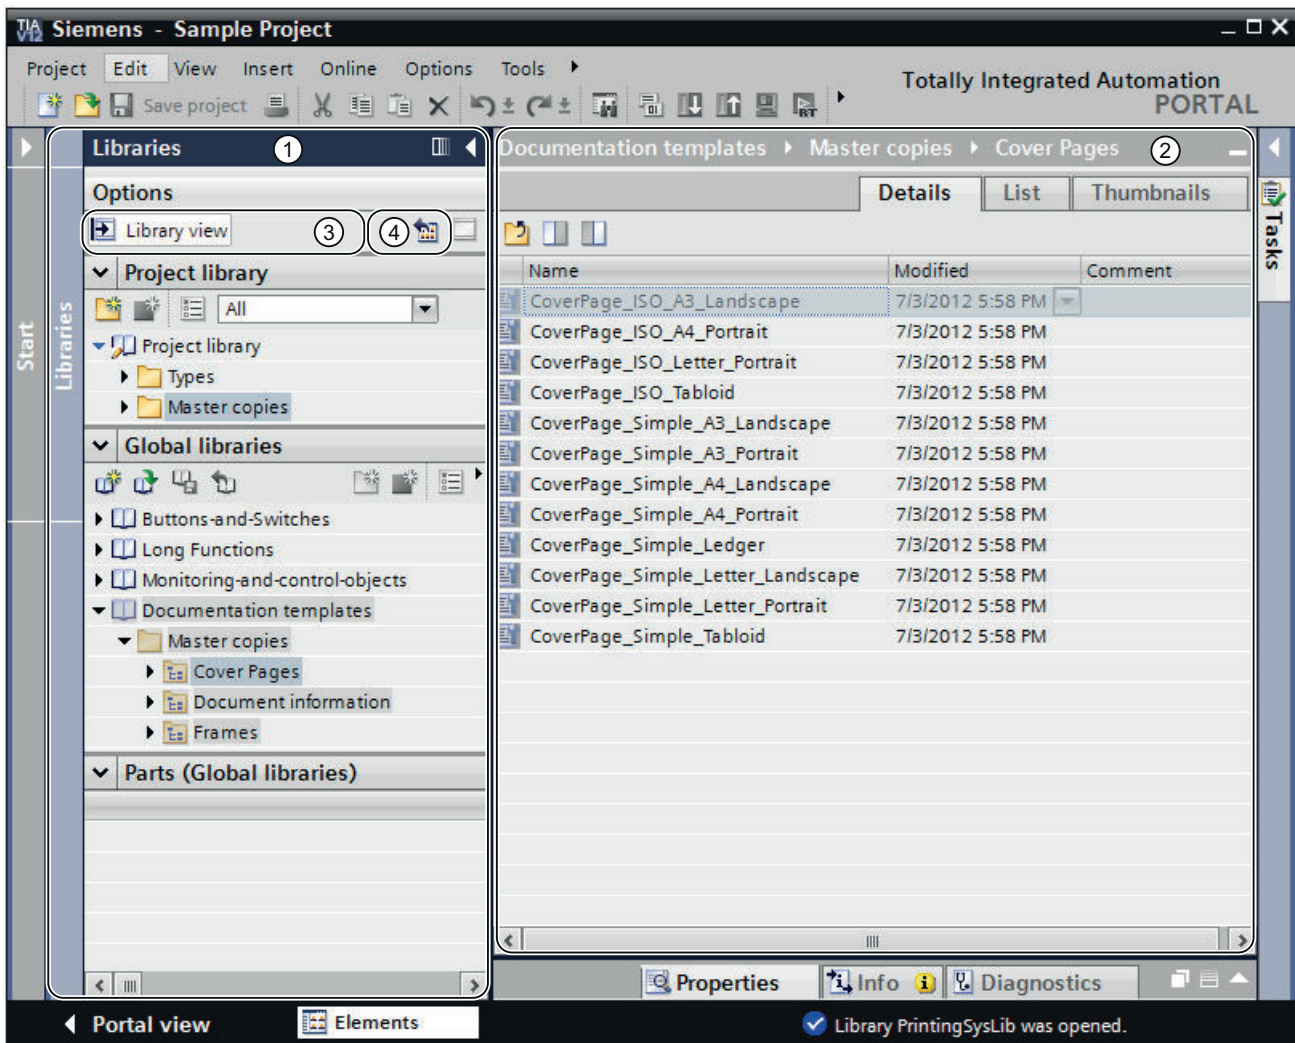 TIA V12 Siemens - Sample Project
Project Edit View Insert Online Options Tools
Totally Integrated Automation
PORTAL
Save project
Libraries 1
Documentation templates Master copies Cover Pages 2
Options
Details List Thumbnails
Library view 3 4
Tasks
Start
Libraries
Project library
All
Project library
Types
Master copies
Global libraries
Buttons-and-Switches
Long Functions
Monitoring-and-control-objects
Documentation templates
Master copies
Cover Pages
Document information
Frames
Parts (Global libraries)
Name Modified Comment
CoverPage_ISO_A3_Landscape 7/3/2012 5:58 PM
CoverPage_ISO_A4_Portrait 7/3/2012 5:58 PM
CoverPage_ISO_Letter_Portrait 7/3/2012 5:58 PM
CoverPage_ISO_Tabloid 7/3/2012 5:58 PM
CoverPage_Simple_A3_Landscape 7/3/2012 5:58 PM
CoverPage_Simple_A3_Portrait 7/3/2012 5:58 PM
CoverPage_Simple_A4_Landscape 7/3/2012 5:58 PM
CoverPage_Simple_A4_Portrait 7/3/2012 5:58 PM
CoverPage_Simple_Ledger 7/3/2012 5:58 PM
CoverPage_Simple_Letter_Landscape 7/3/2012 5:58 PM
CoverPage_Simple_Letter_Portrait 7/3/2012 5:58 PM
CoverPage_Simple_Tabloid 7/3/2012 5:58 PM
Properties Info Diagnostics
Portal view Elements Library PrintingSysLib was opened.